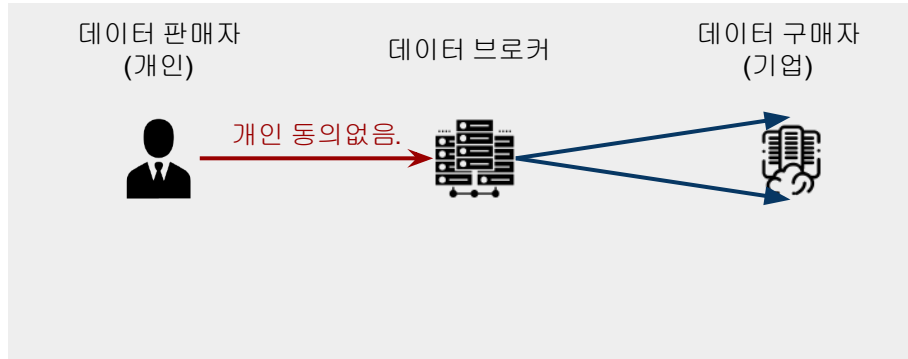 데이터 판매자
(개인)
데이터 브로커
데이터 구매자
(기업)
개인 동의없음.